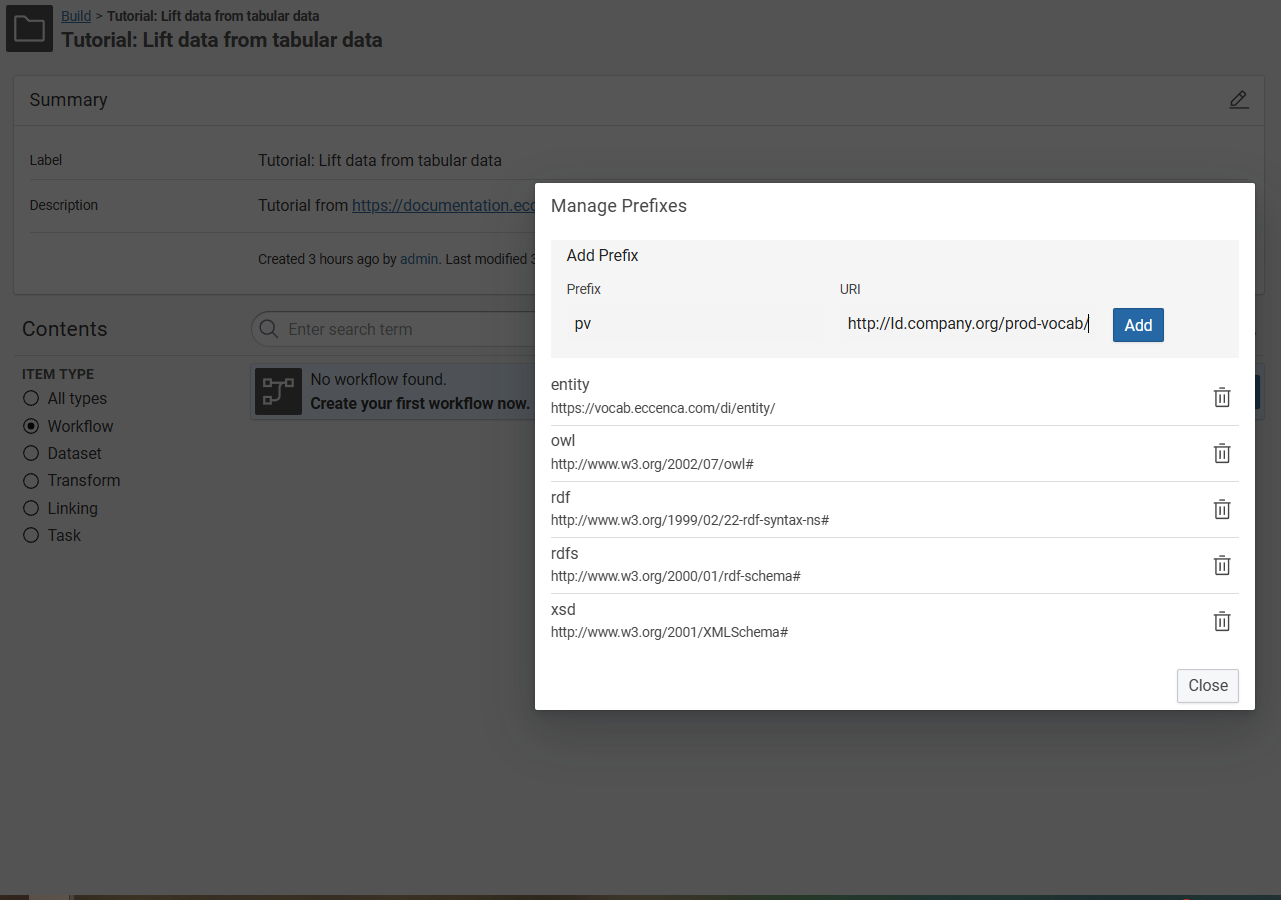 Build > Tutorial: Lift data from tabular data
Tutorial: Lift data from tabular data
Summary
Label
Tutorial: Lift data from tabular data
Description
Tutorial from https://documentation.ecc
Created 3 hours ago by admin. Last modified 3
Contents
Enter search term
ITEM TYPE
All types
Workflow
Dataset
Transform
Linking
Task
No workflow found.
Create your first workflow now.
Manage Prefixes
Add Prefix
Prefix
URI
pv
http://ld.company.org/prod-vocab/
Add
entity
https://vocab.eccenca.com/di/entity/
owl
http://www.w3.org/2002/07/owl#
rdf
http://www.w3.org/1999/02/22-rdf-syntax-ns#
rdfs
http://www.w3.org/2000/01/rdf-schema#
xsd
http://www.w3.org/2001/XMLSchema#
Close